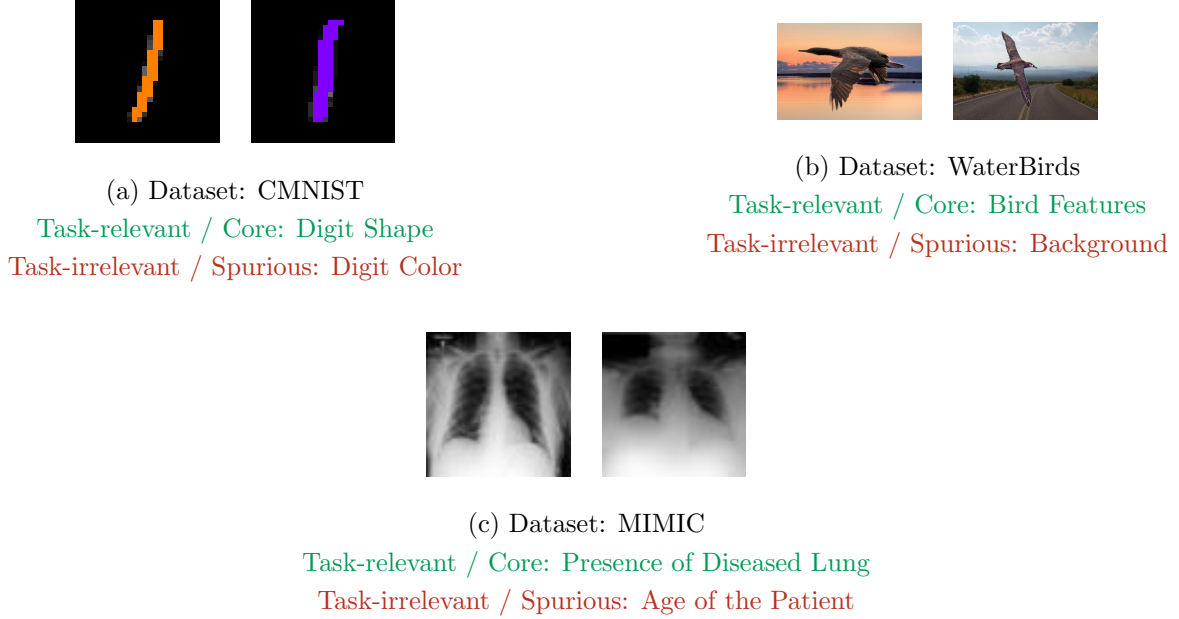 (a) Dataset: CMNIST
Task-relevant / Core: Digit Shape
Task-irrelevant / Spurious: Digit Color
(b) Dataset: WaterBirds
Task-relevant / Core: Bird Features
Task-irrelevant / Spurious: Background
(c) Dataset: MIMIC
Task-relevant / Core: Presence of Diseased Lung
Task-irrelevant / Spurious: Age of the Patient